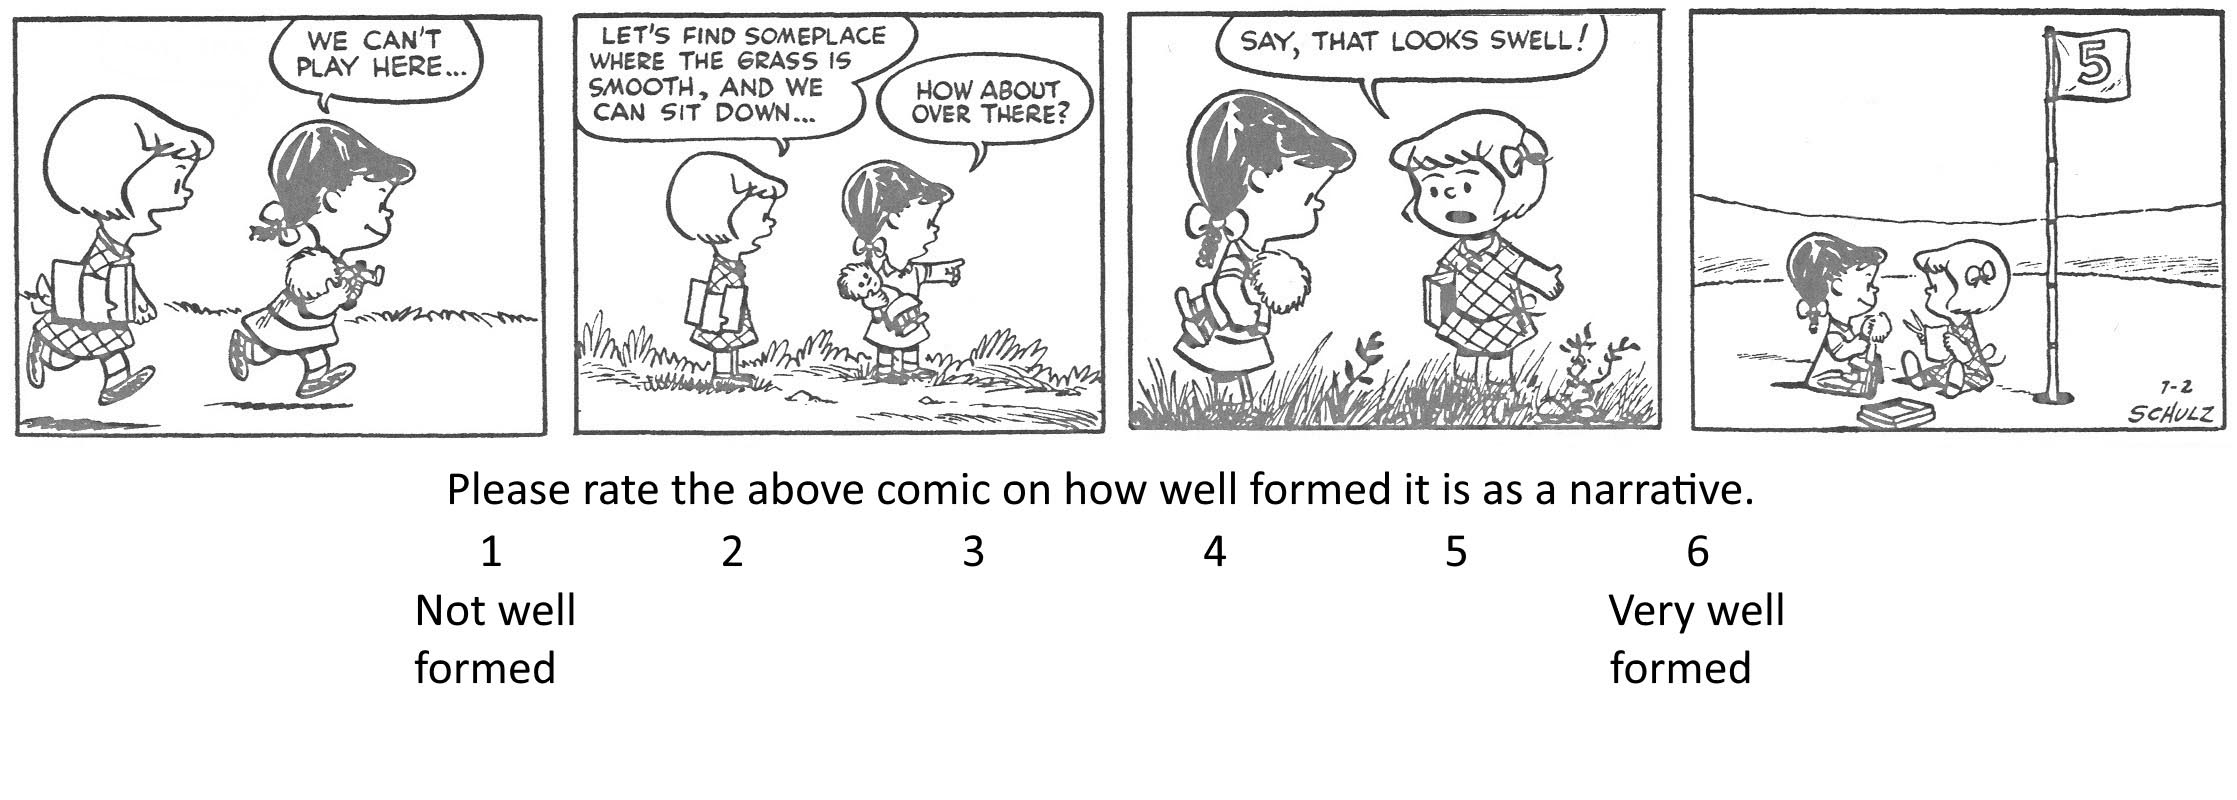 WE CAN'T
PLAY HERE...
LET'S FIND SOMEPLACE
WHERE THE GRASS IS
SMOOTH, AND WE
CAN SIT DOWN...
HOW ABOUT
OVER THERE?
SAY, THAT LOOKS SWELL!
5
7-2
SCHULZ
Please rate the above comic on how well formed it is as a narrative.
1 2 3 4 5 6
Not well
formed
Very well
formed